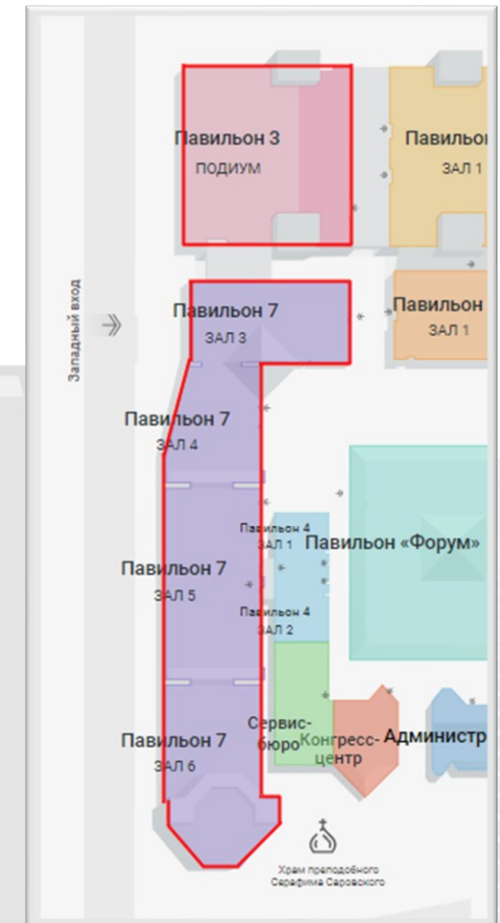 Павильон 3
ПОДИУМ
Павильо
ЗАЛ 1
Западный вход
Павильон 7
ЗАЛ 3
Павильон
ЗАЛ 1
Павильон 7
ЗАЛ 4
Павильон 4
ЗАЛ 1
Павильон «Форум»
Павильон 7
ЗАЛ 5
Павильон 4
ЗАЛ 2
Павильон 7
ЗАЛ 6
Сервис-
бюро
Конгресс-
центр
Администр
Храм преподобного
Серафима Саровского